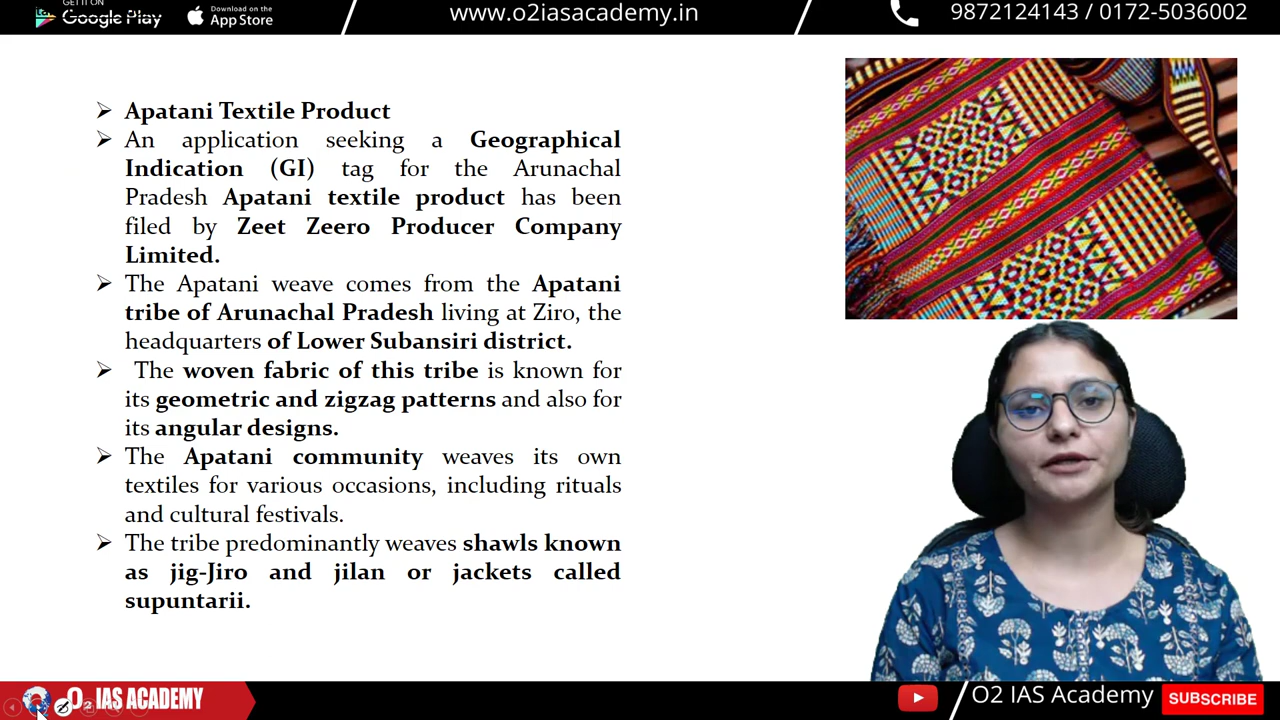 GET IT ON
Google Play
Download on the
App Store
www.o2iasacademy.in
9872124143 / 0172-5036002
➢ Apatani Textile Product
➢ An application seeking a Geographical
Indication (GI) tag for the Arunachal
Pradesh Apatani textile product has been
filed by Zeet Zeero Producer Company
Limited.
➢ The Apatani weave comes from the Apatani
tribe of Arunachal Pradesh living at Ziro, the
headquarters of Lower Subansiri district.
➢ The woven fabric of this tribe is known for
its geometric and zigzag patterns and also for
its angular designs.
➢ The Apatani community weaves its own
textiles for various occasions, including rituals
and cultural festivals.
➢ The tribe predominantly weaves shawls known
as jig-Jiro and jilan or jackets called
supuntarii.
O2 IAS ACADEMY
O2 IAS Academy
SUBSCRIBE